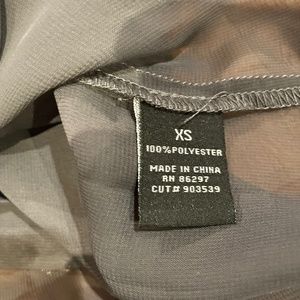 XS
100% POLYESTER
MADE IN CHINA
RN 86297
CUT# 903539